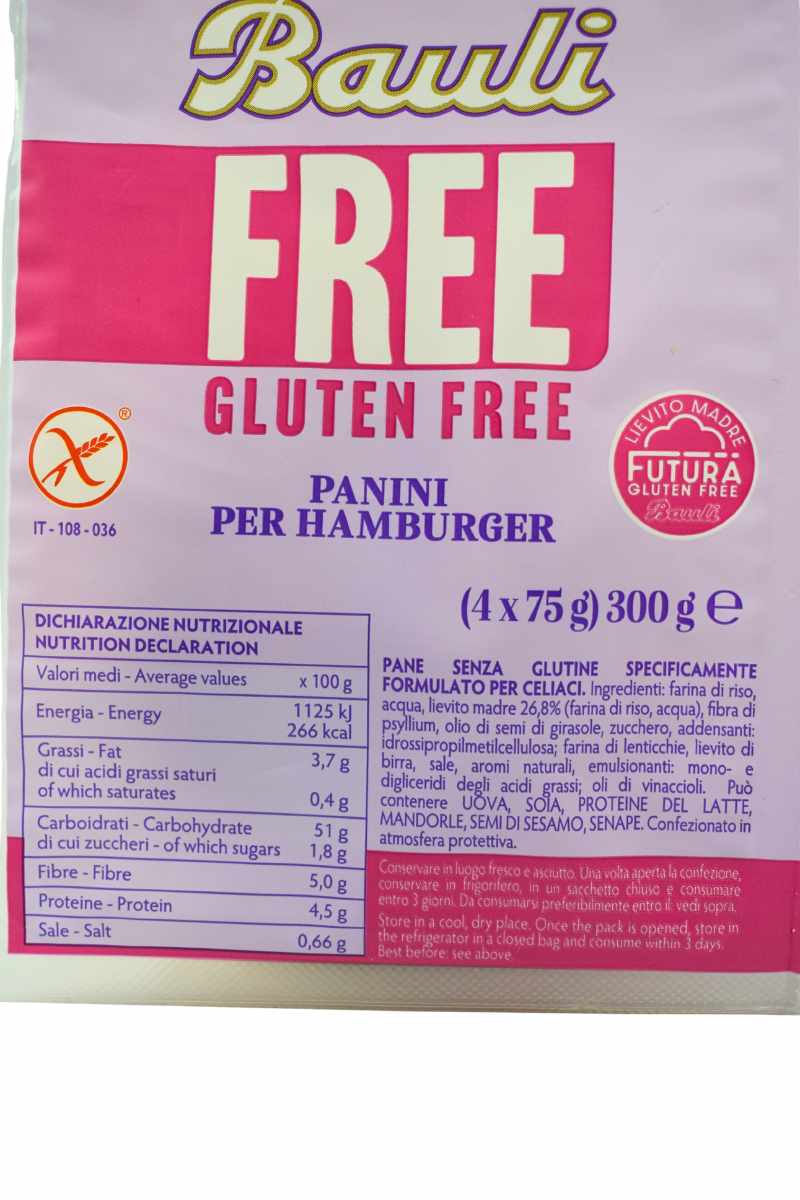 Bauli
FREE
GLUTEN FREE
®
IT - 108 - 036
LIEVITO MADRE
FUTURA
GLUTEN FREE
Bauli
PANINI
PER HAMBURGER
(4 x 75 g) 300 g ℮
DICHIARAZIONE NUTRIZIONALE
NUTRITION DECLARATION
Valori medi - Average values x 100 g
Energia - Energy 1125 kJ
266 kcal
Grassi - Fat 3,7 g
di cui acidi grassi saturi
of which saturates 0,4 g
Carboidrati - Carbohydrate 51 g
di cui zuccheri - of which sugars 1,8 g
Fibre - Fibre 5,0 g
Proteine - Protein 4,5 g
Sale - Salt 0,66 g
PANE SENZA GLUTINE SPECIFICAMENTE
FORMULATO PER CELIACI. Ingredienti: farina di riso,
acqua, lievito madre 26,8% (farina di riso, acqua), fibra di
psyllium, olio di semi di girasole, zucchero, addensanti:
idrossipropilmetilcellulosa; farina di lenticchie, lievito di
birra, sale, aromi naturali, emulsionanti: mono- e
digliceridi degli acidi grassi; oli di vinaccioli. Può
contenere UOVA, SOIA, PROTEINE DEL LATTE,
MANDORLE, SEMI DI SESAMO, SENAPE. Confezionato in
atmosfera protettiva.
Conservare in luogo fresco e asciutto. Una volta aperta la confezione,
conservare in frigorifero, in un sacchetto chiuso e consumare
entro 3 giorni. Da consumarsi preferibilmente entro il: vedi sopra.
Store in a cool, dry place. Once the pack is opened, store in
the refrigerator in a closed bag and consume within 3 days.
Best before: see above.